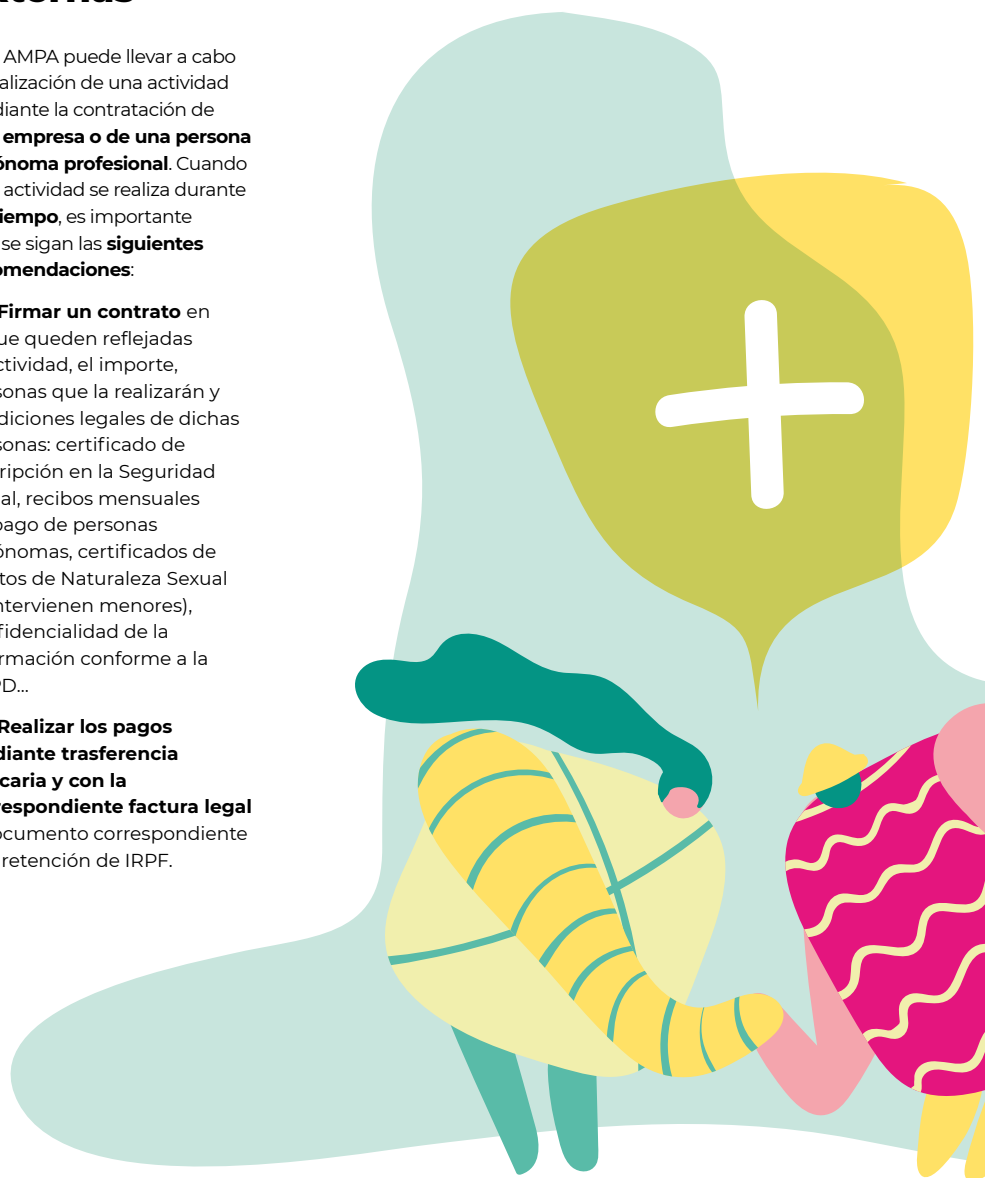 AMPA puede llevar a cabo
alización de una actividad
diante la contratación de
empresa o de una persona
ónoma profesional. Cuando
actividad se realiza durante
iempo, es importante
se sigan las siguientes
omendaciones:
Firmar un contrato en
ue queden reflejadas
ctividad, el importe,
sonas que la realizarán y
diciones legales de dichas
sonas: certificado de
ripción en la Seguridad
al, recibos mensuales
pago de personas
ónomas, certificados de
tos de Naturaleza Sexual
ntervienen menores),
fidencialidad de la
rmación conforme a la
PD...
Realizar los pagos
diante trasferencia
caria y con la
respondiente factura legal
ocumento correspondiente
retención de IRPF.